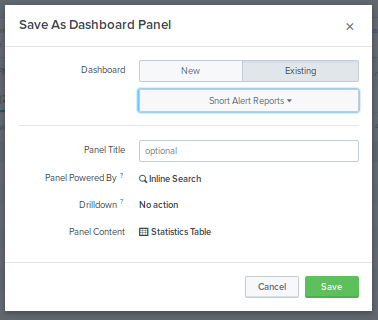 Save As Dashboard Panel
×
Dashboard New Existing
Snort Alert Reports
Panel Title optional
Panel Powered By ? Inline Search
Drilldown ? No action
Panel Content Statistics Table
Cancel Save